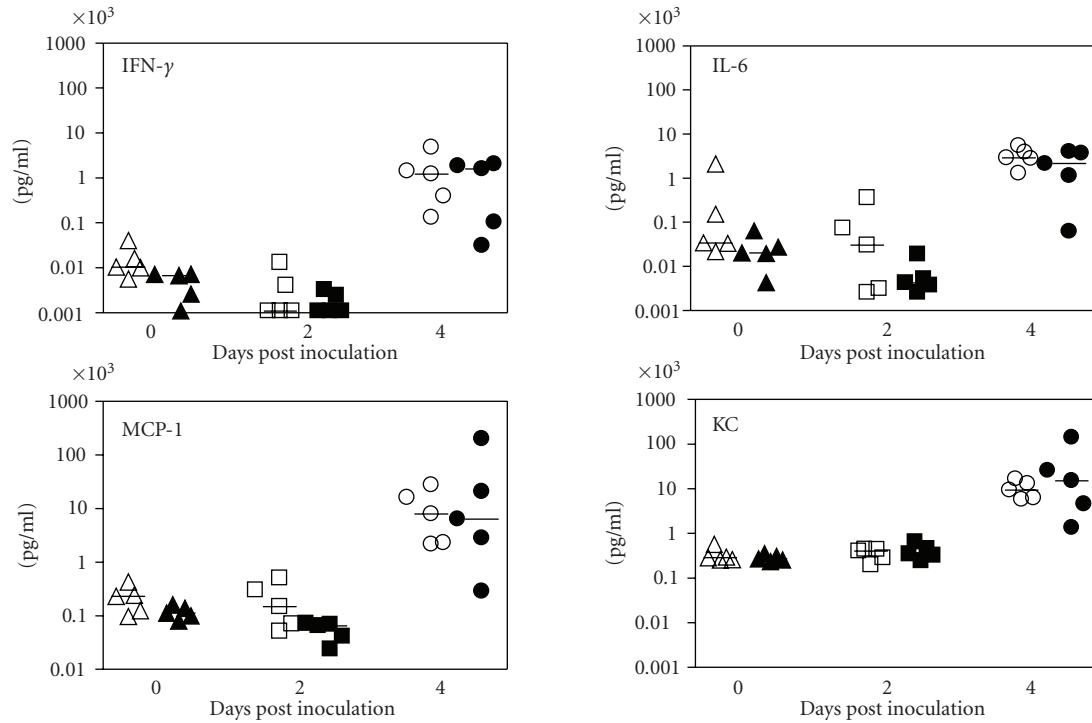 ×10³
1000
100
10
1
0.1
0.01
0.001
(pg/ml)
IFN-γ
0 2 4
Days post inoculation
×10³
1000
100
10
1
0.1
0.01
0.001
(pg/ml)
IL-6
0 2 4
Days post inoculation
×10³
1000
100
10
1
0.1
0.01
(pg/ml)
MCP-1
0 2 4
Days post inoculation
×10³
1000
100
10
1
0.1
0.01
0.001
(pg/ml)
KC
0 2 4
Days post inoculation